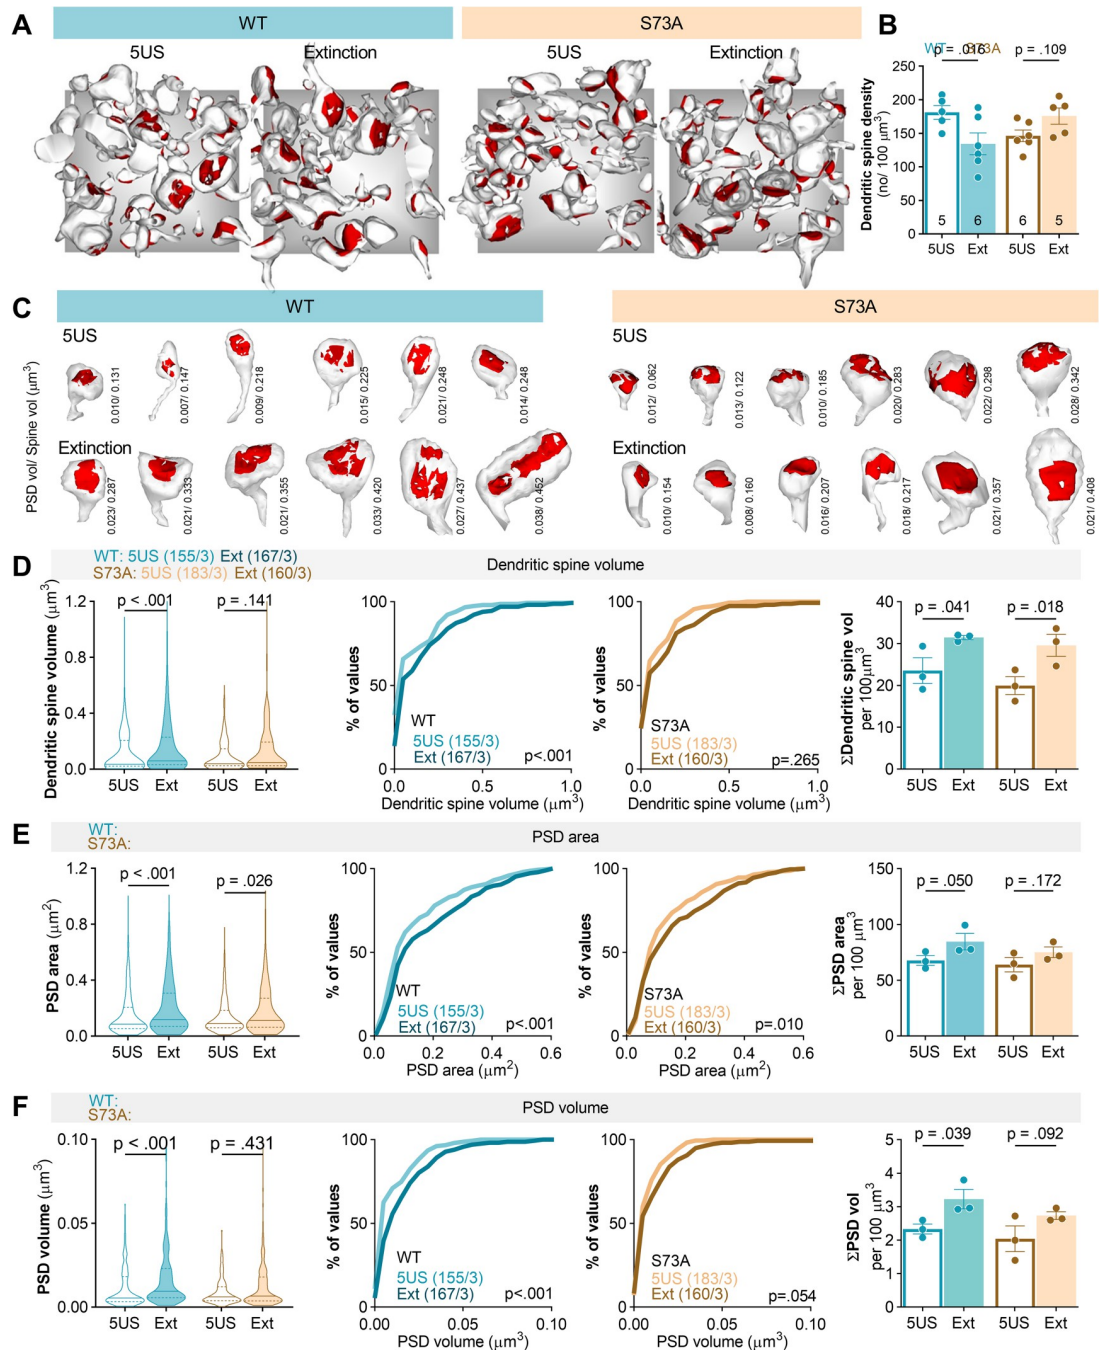 A
WT
S73A
5US
Extinction
5US
Extinction
B
WT
S73A
p = .016
p = .109
Dendritic spine density
(no/ 100 μm³)
250
200
150
100
50
0
5
6
6
5
5US
Ext
5US
Ext
C
WT
S73A
PSD vol/ Spine vol (μm³)
5US
0.010/ 0.131
0.007/ 0.147
0.009/ 0.218
0.015/ 0.225
0.021/ 0.248
0.014/ 0.248
5US
0.012/ 0.062
0.013/ 0.122
0.010/ 0.185
0.020/ 0.283
0.022/ 0.298
0.028/ 0.342
Extinction
0.023/ 0.287
0.021/ 0.333
0.021/ 0.355
0.033/ 0.420
0.027/ 0.437
0.038/ 0.452
Extinction
0.010/ 0.154
0.008/ 0.160
0.016/ 0.207
0.018/ 0.217
0.021/ 0.357
0.021/ 0.408
D
WT: 5US (155/3) Ext (167/3)
S73A: 5US (183/3) Ext (160/3)
Dendritic spine volume
Dendritic spine volume (μm³)
1.2
0.8
0.4
0.0
p < .001
p = .141
5US
Ext
5US
Ext
% of values
100
50
0
WT
5US (155/3)
Ext (167/3)
p<.001
0.0
0.5
1.0
Dendritic spine volume (μm³)
% of values
100
50
0
S73A
5US (183/3)
Ext (160/3)
p=.265
0.0
0.5
1.0
Dendritic spine volume (μm³)
ΣDendritic spine vol
per 100μm³
40
30
20
10
0
p = .041
p = .018
5US
Ext
5US
Ext
E
WT:
S73A:
PSD area
PSD area (μm²)
1.2
0.8
0.4
0.0
p < .001
p = .026
5US
Ext
5US
Ext
% of values
100
50
0
WT
5US (155/3)
Ext (167/3)
p<.001
0.0
0.2
0.4
0.6
PSD area (μm²)
% of values
100
50
0
S73A
5US (183/3)
Ext (160/3)
p=.010
0.0
0.2
0.4
0.6
PSD area (μm²)
ΣPSD area
per 100 μm³
150
100
50
0
p = .050
p = .172
5US
Ext
5US
Ext
F
WT:
S73A:
PSD volume
PSD volume (μm³)
0.10
0.05
0.00
p < .001
p = .431
5US
Ext
5US
Ext
% of values
100
50
0
WT
5US (155/3)
Ext (167/3)
p<.001
0.00
0.05
0.10
PSD volume (μm³)
% of values
100
50
0
S73A
5US (183/3)
Ext (160/3)
p=.054
0.00
0.05
0.10
PSD volume (μm³)
ΣPSD vol
per 100 μm³
5
4
3
2
1
0
p = .039
p = .092
5US
Ext
5US
Ext